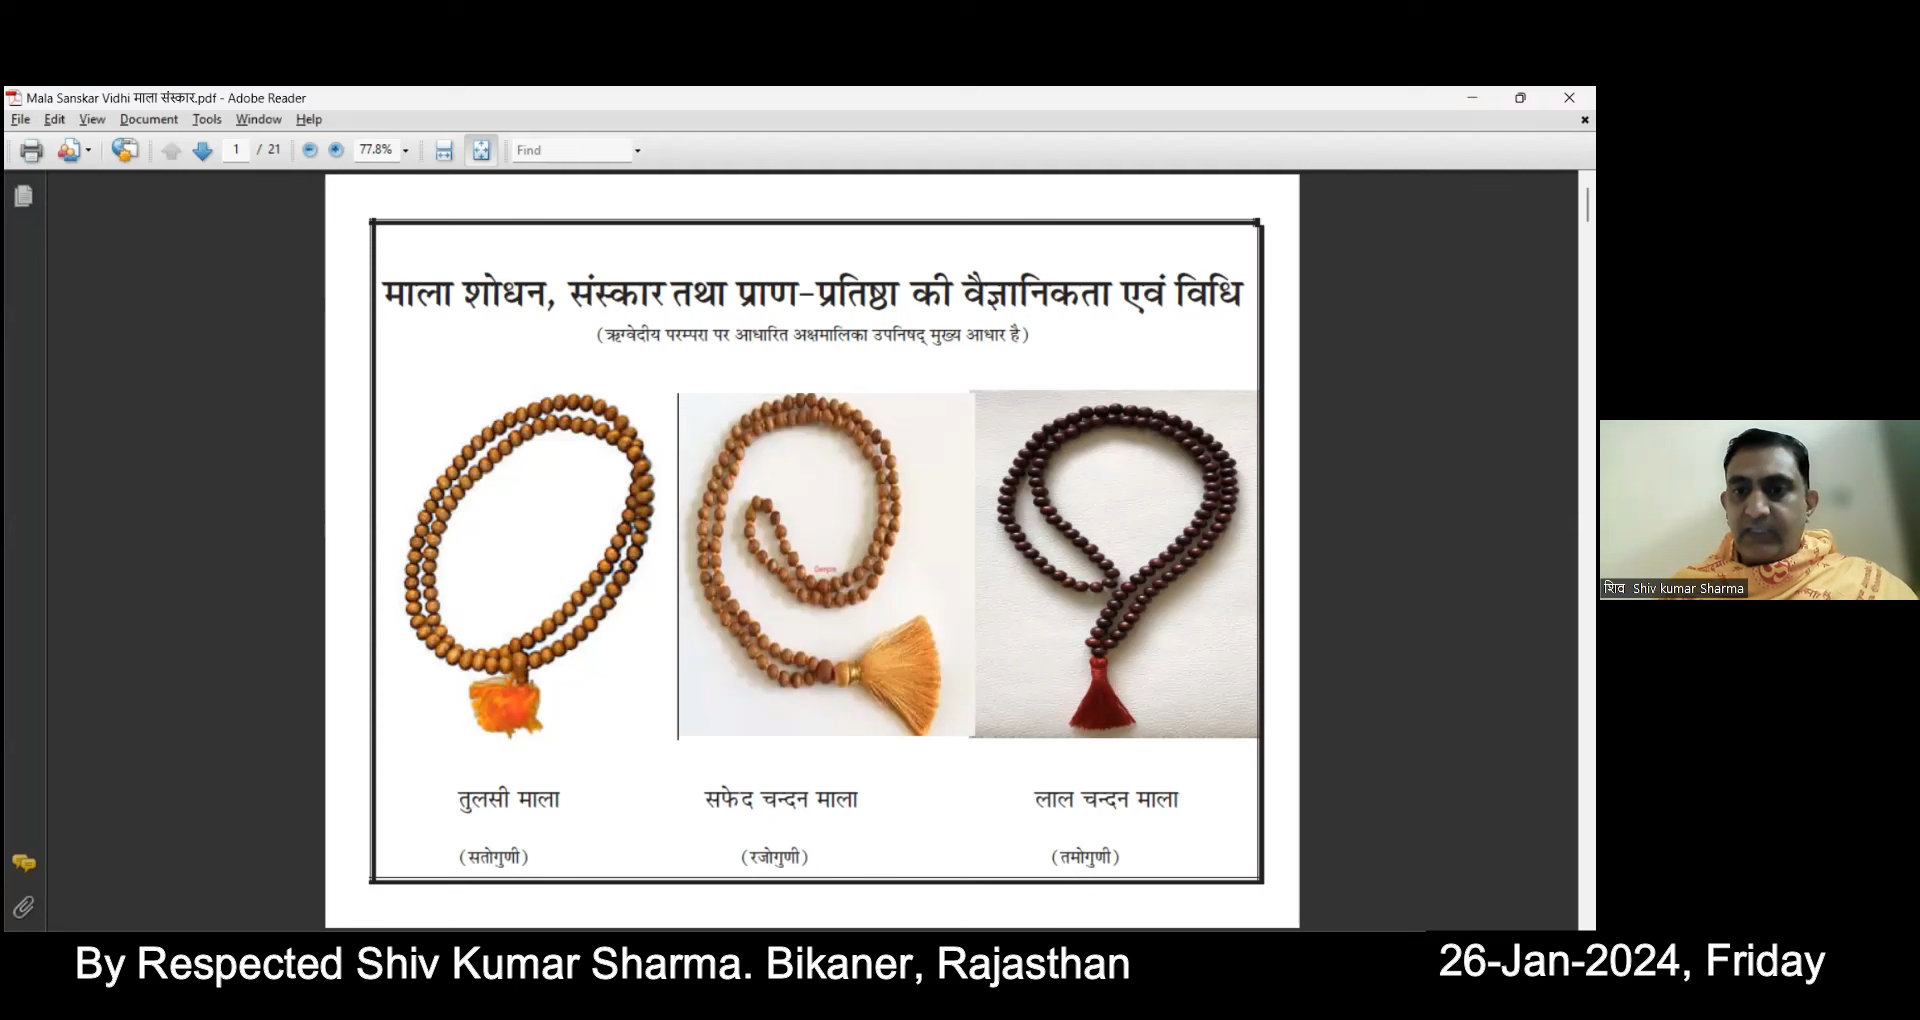 Mala Sanskar Vidhi माला संस्कार.pdf - Adobe Reader
File Edit View Document Tools Window Help
1 / 21 77.8% Find
माला शोधन, संस्कार तथा प्राण-प्रतिष्ठा की वैज्ञानिकता एवं विधि
(ऋग्वेदीय परम्परा पर आधारित अक्षमालिका उपनिषद् मुख्य आधार है)
तुलसी माला सफेद चन्दन माला लाल चन्दन माला
(सतोगुणी) (रजोगुणी) (तमोगुणी)
शिव Shiv kumar Sharma
By Respected Shiv Kumar Sharma. Bikaner, Rajasthan
26-Jan-2024, Friday